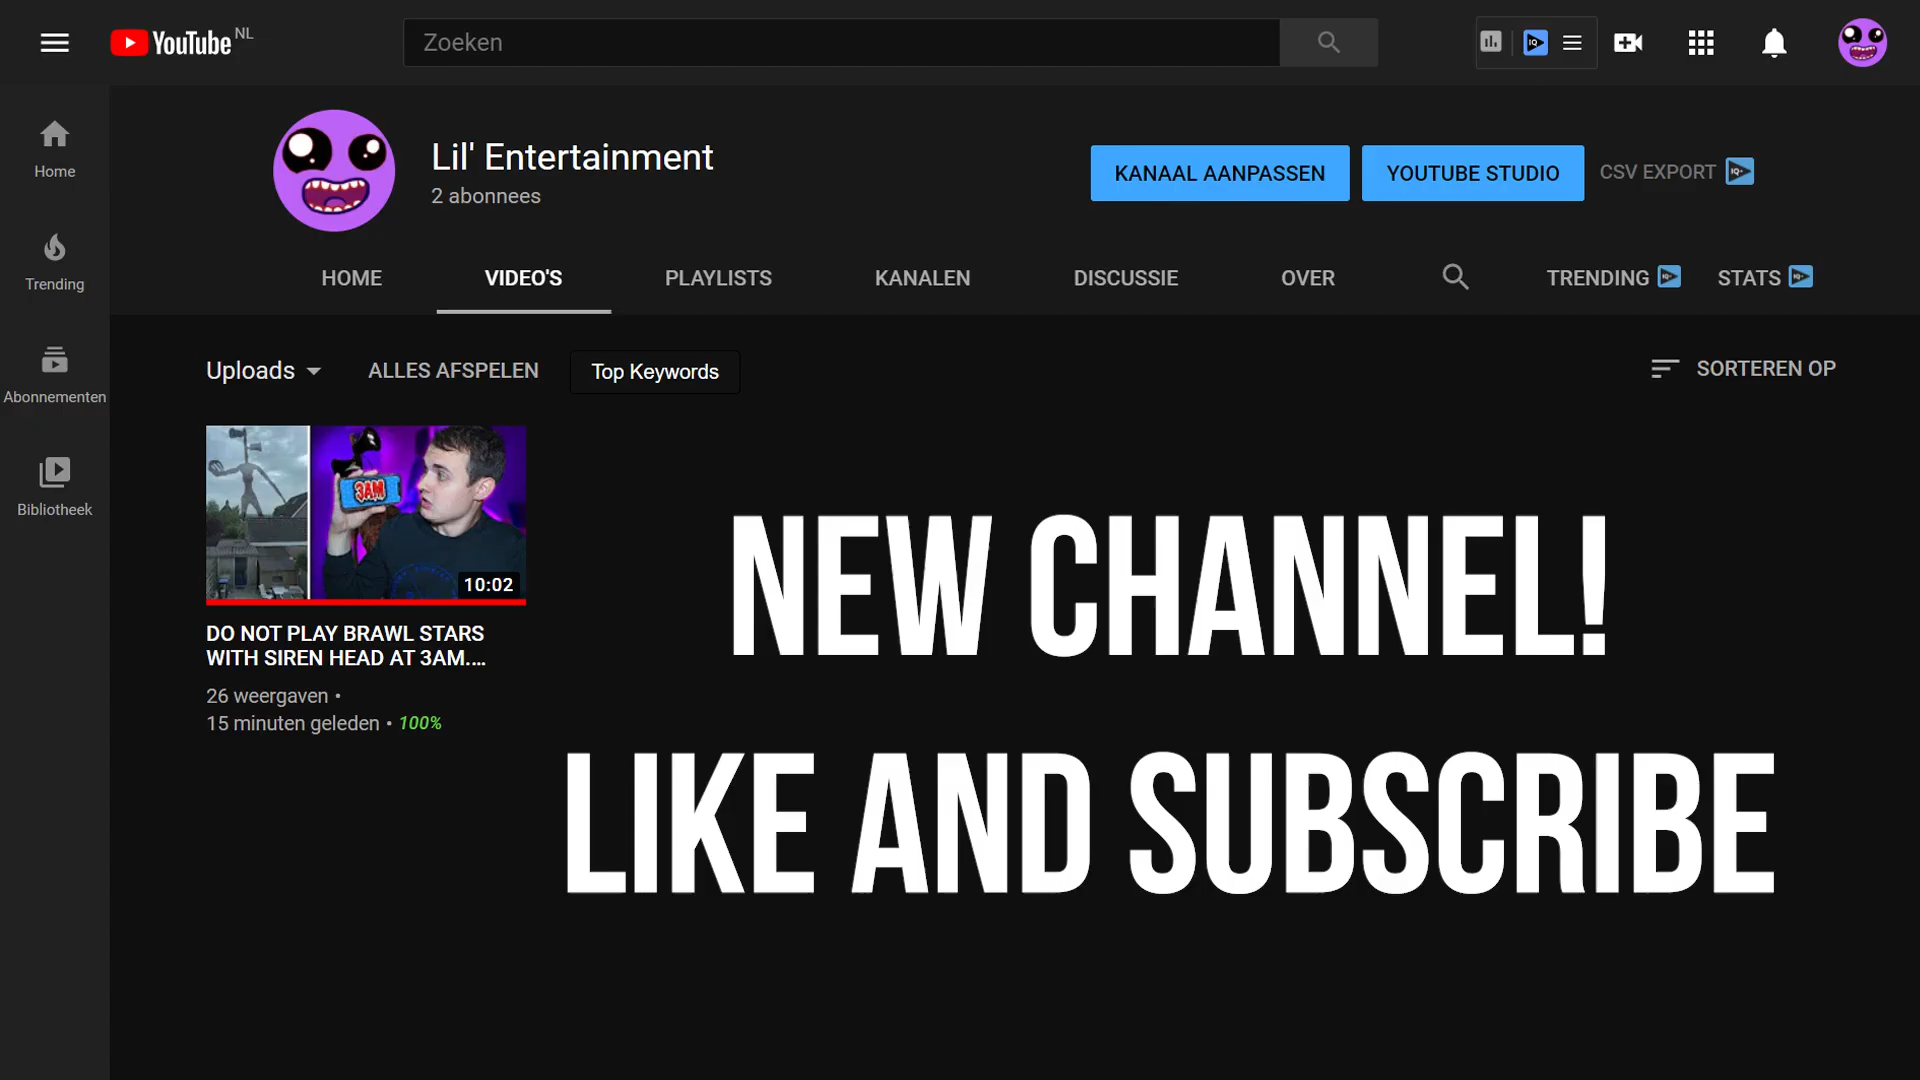 YouTube NL
Zoeken
Home
Trending
Abonnementen
Bibliotheek
Lil' Entertainment
2 abonnees
KANAAL AANPASSEN
YOUTUBE STUDIO
CSV EXPORT
HOME
VIDEO'S
PLAYLISTS
KANALEN
DISCUSSIE
OVER
TRENDING
STATS
Uploads
ALLES AFSPELEN
Top Keywords
SORTEREN OP
3AM
10:02
DO NOT PLAY BRAWL STARS
WITH SIREN HEAD AT 3AM....
26 weergaven •
15 minuten geleden • 100%
NEW CHANNEL!
LIKE AND SUBSCRIBE